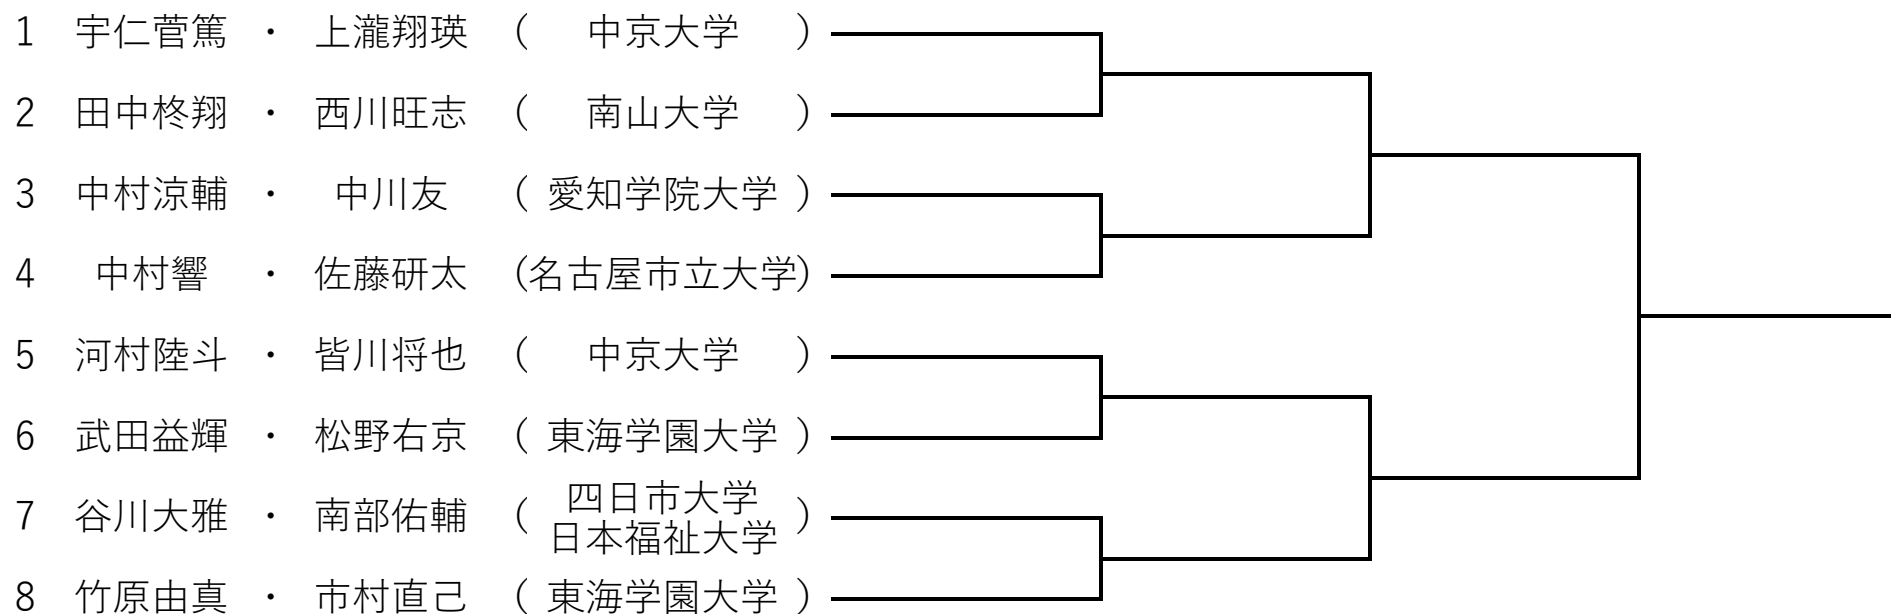 1 宇仁菅篤 ・ 上瀧翔瑛 ( 中京大学 )
2 田中柊翔 ・ 西川旺志 ( 南山大学 )
3 中村涼輔 ・ 中川友 ( 愛知学院大学 )
4 中村響 ・ 佐藤研太 (名古屋市立大学)
5 河村陸斗 ・ 皆川将也 ( 中京大学 )
6 武田益輝 ・ 松野右京 ( 東海学園大学 )
7 谷川大雅 ・ 南部佑輔 ( 四日市大学
日本福祉大学 )
8 竹原由真 ・ 市村直己 ( 東海学園大学 )